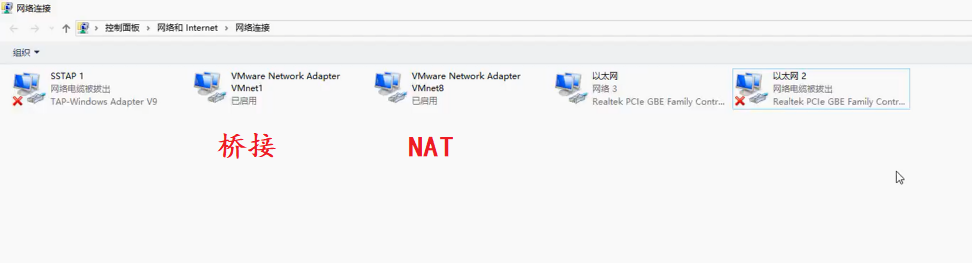 网络连接
控制面板 > 网络和 Internet > 网络连接
组织
SSTAP 1
网络电缆被拔出
TAP-Windows Adapter V9
VMware Network Adapter
VMnet1
已启用
VMware Network Adapter
VMnet8
已启用
以太网
网络 3
Realtek PCIe GBE Family Contr...
以太网 2
网络电缆被拔出
Realtek PCIe GBE Family Contr...
桥接
NAT